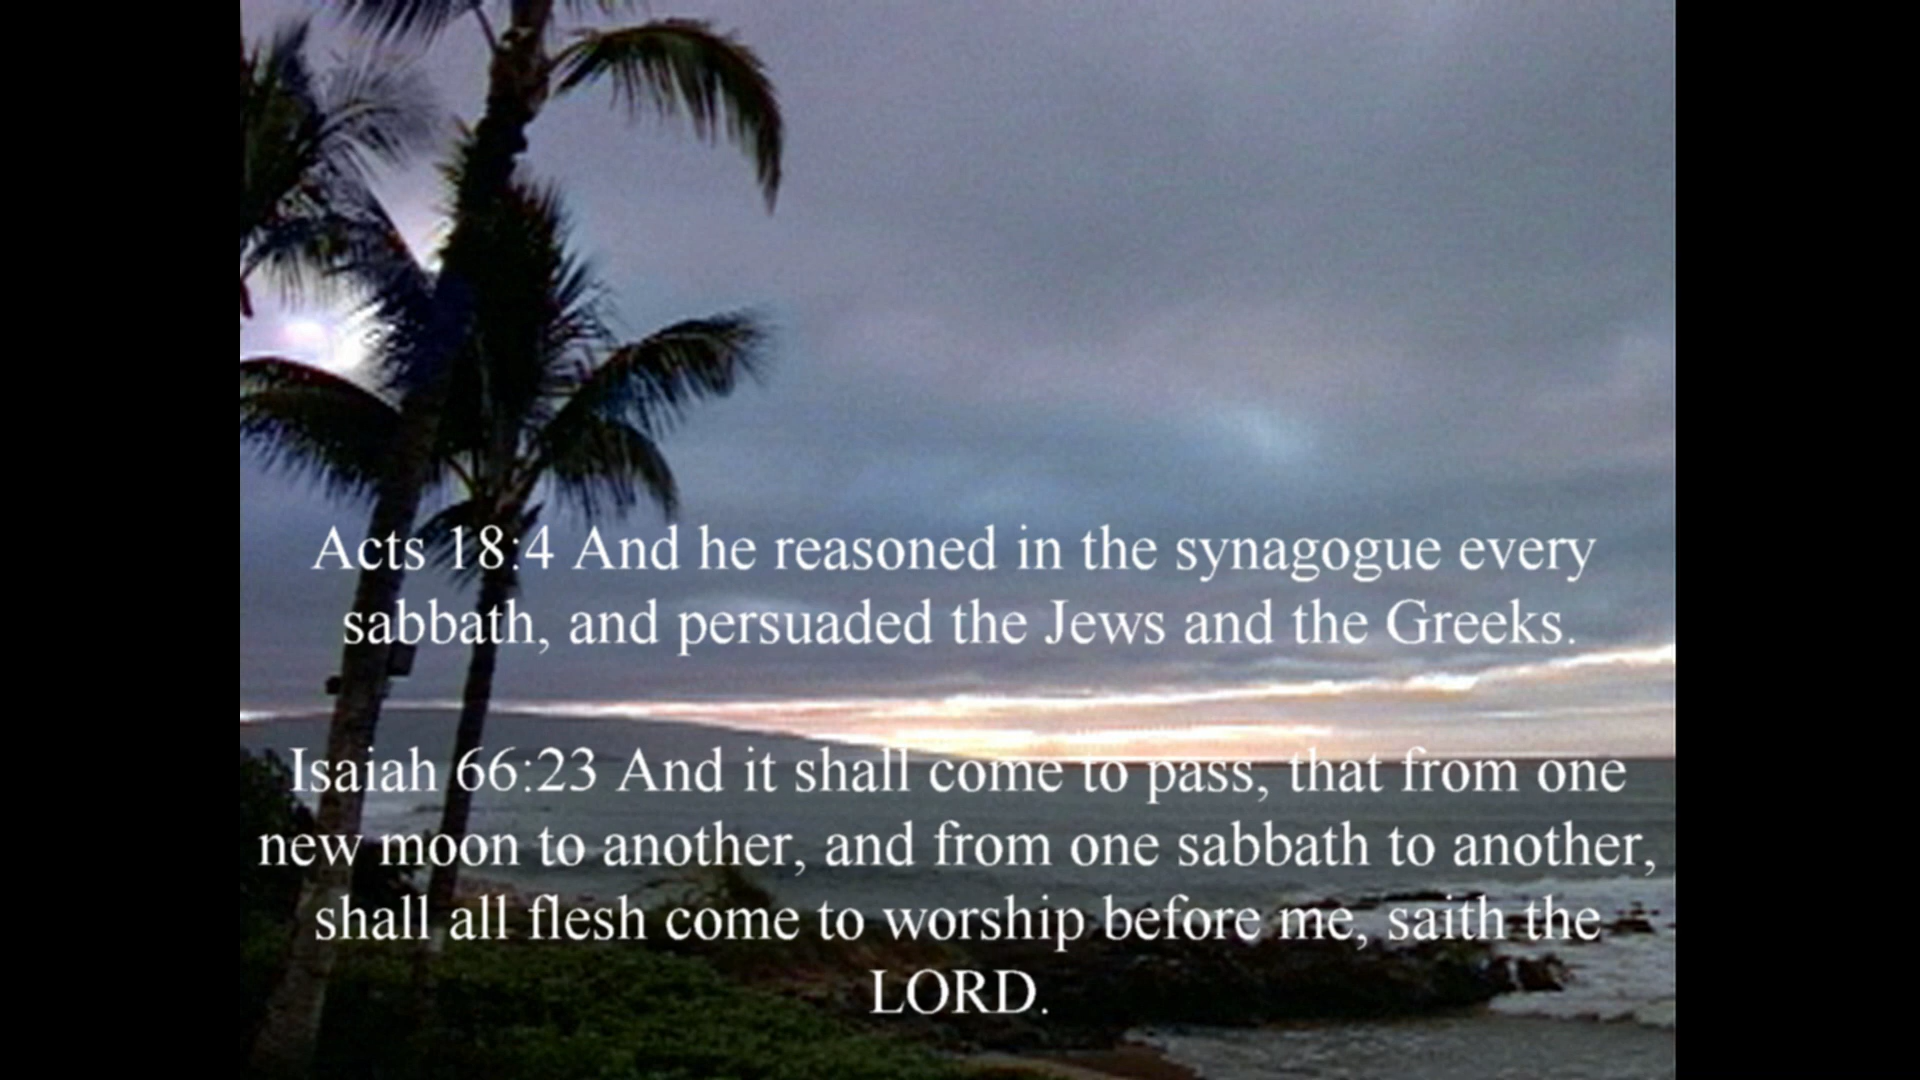 Acts 18:4 And he reasoned in the synagogue every
sabbath, and persuaded the Jews and the Greeks.
Isaiah 66:23 And it shall come to pass, that from one
new moon to another, and from one sabbath to another,
shall all flesh come to worship before me, saith the
LORD.